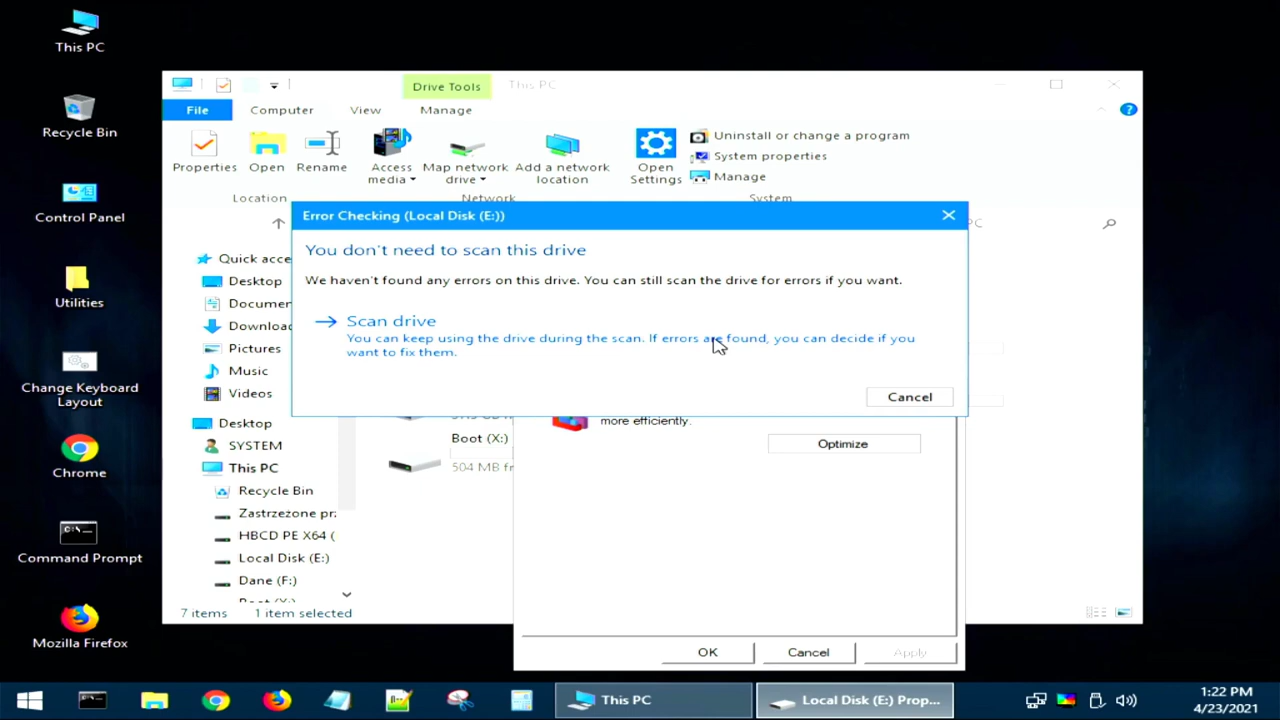 This PC
Recycle Bin
Control Panel
Utilities
Change Keyboard
Layout
Chrome
Command Prompt
Mozilla Firefox
Drive Tools
This PC
File
Computer
View
Manage
Properties
Open
Rename
Access
media
Map network
drive
Add a network
location
Open
Settings
Uninstall or change a program
System properties
Manage
Location
Network
System
Error Checking (Local Disk (E:))
You don't need to scan this drive
We haven't found any errors on this drive. You can still scan the drive for errors if you want.
Scan drive
You can keep using the drive during the scan. If errors are found, you can decide if you
want to fix them.
Cancel
Quick acce
Desktop
Documen
Downloac
Pictures
Music
Videos
Desktop
SYSTEM
This PC
Recycle Bin
Zastrzeżone pr:
HBCD PE X64 (
Local Disk (E:)
Dane (F:)
Boot (X:)
504 MB fr
more efficiently.
Optimize
7 items
1 item selected
OK
Cancel
Apply
This PC
Local Disk (E:) Prop...
1:22 PM
4/23/2021